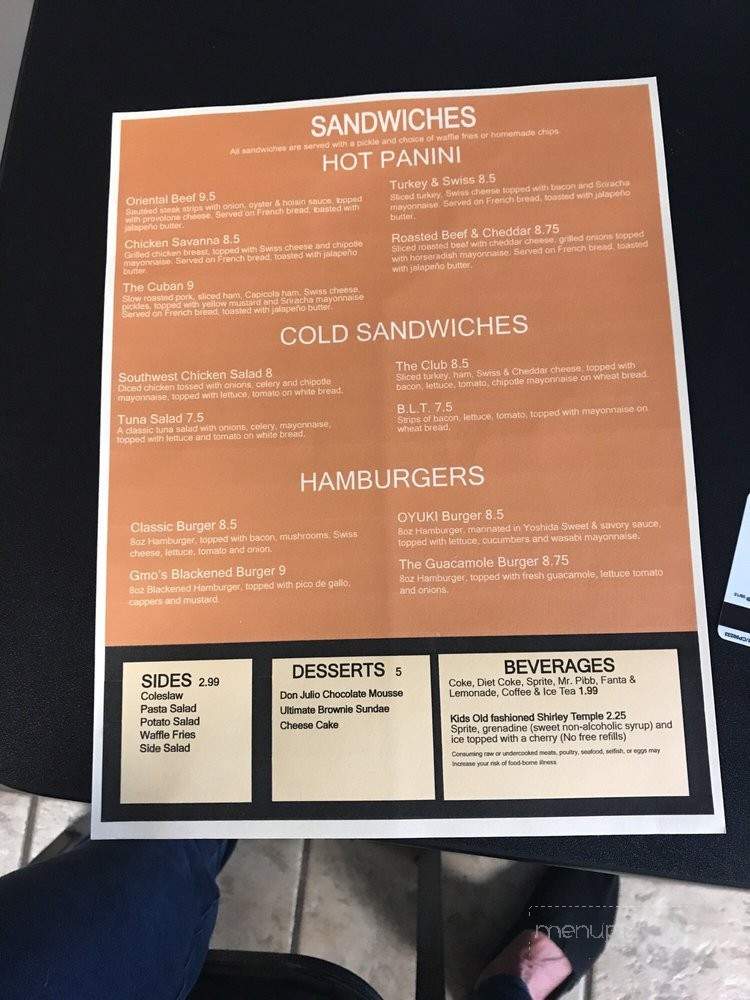 SANDWICHES
All sandwiches are served with a pickle and choice of waffle fries or homemade chips
HOT PANINI
Oriental Beef 9.5
Sautéed steak strips with onion, oyster & hoisin sauce, topped
with provolone cheese. Served on French bread, toasted with
jalapeño butter.
Chicken Savanna 8.5
Grilled chicken breast, topped with Swiss cheese and chipotle
mayonnaise. Served on French bread, toasted with jalapeño
butter.
The Cuban 9
Slow roasted pork, sliced ham, Capicola ham, Swiss cheese,
pickles, topped with yellow mustard and Sriracha mayonnaise
Served on French bread, toasted with jalapeño butter.
Turkey & Swiss 8.5
Sliced turkey, Swiss cheese topped with bacon and Sriracha
mayonnaise. Served on French bread, toasted with jalapeño
butter.
Roasted Beef & Cheddar 8.75
Sliced roasted beef with cheddar cheese, grilled onions topped
with horseradish mayonnaise. Served on French bread, toasted
with jalapeño butter.
COLD SANDWICHES
Southwest Chicken Salad 8
Diced chicken tossed with onions, celery and chipotle
mayonnaise, topped with lettuce, tomato on white bread.
Tuna Salad 7.5
A classic tuna salad with onions, celery, mayonnaise,
topped with lettuce and tomato on white bread.
The Club 8.5
Sliced turkey, ham, Swiss & Cheddar cheese, topped with
bacon, lettuce, tomato, chipotle mayonnaise on wheat bread.
B.L.T. 7.5
Strips of bacon, lettuce, tomato, topped with mayonnaise on
wheat bread.
HAMBURGERS
Classic Burger 8.5
8oz Hamburger, topped with bacon, mushrooms, Swiss
cheese, lettuce, tomato and onion.
Gmo's Blackened Burger 9
8oz Blackened Hamburger, topped with pico de gallo,
cappers and mustard.
OYUKI Burger 8.5
8oz Hamburger, marinated in Yoshida Sweet & savory sauce,
topped with lettuce, cucumbers and wasabi mayonnaise.
The Guacamole Burger 8.75
8oz Hamburger, topped with fresh guacamole, lettuce tomato
and onions.
SIDES 2.99
Coleslaw
Pasta Salad
Potato Salad
Waffle Fries
Side Salad
DESSERTS 5
Don Julio Chocolate Mousse
Ultimate Brownie Sundae
Cheese Cake
BEVERAGES
Coke, Diet Coke, Sprite, Mr. Pibb, Fanta &
Lemonade, Coffee & Ice Tea 1.99
Kids Old fashioned Shirley Temple 2.25
Sprite, grenadine (sweet non-alcoholic syrup) and
ice topped with a cherry (No free refills)
Consuming raw or undercooked meats, poultry, seafood, selfish, or eggs may
Increase your risk of food-borne illness